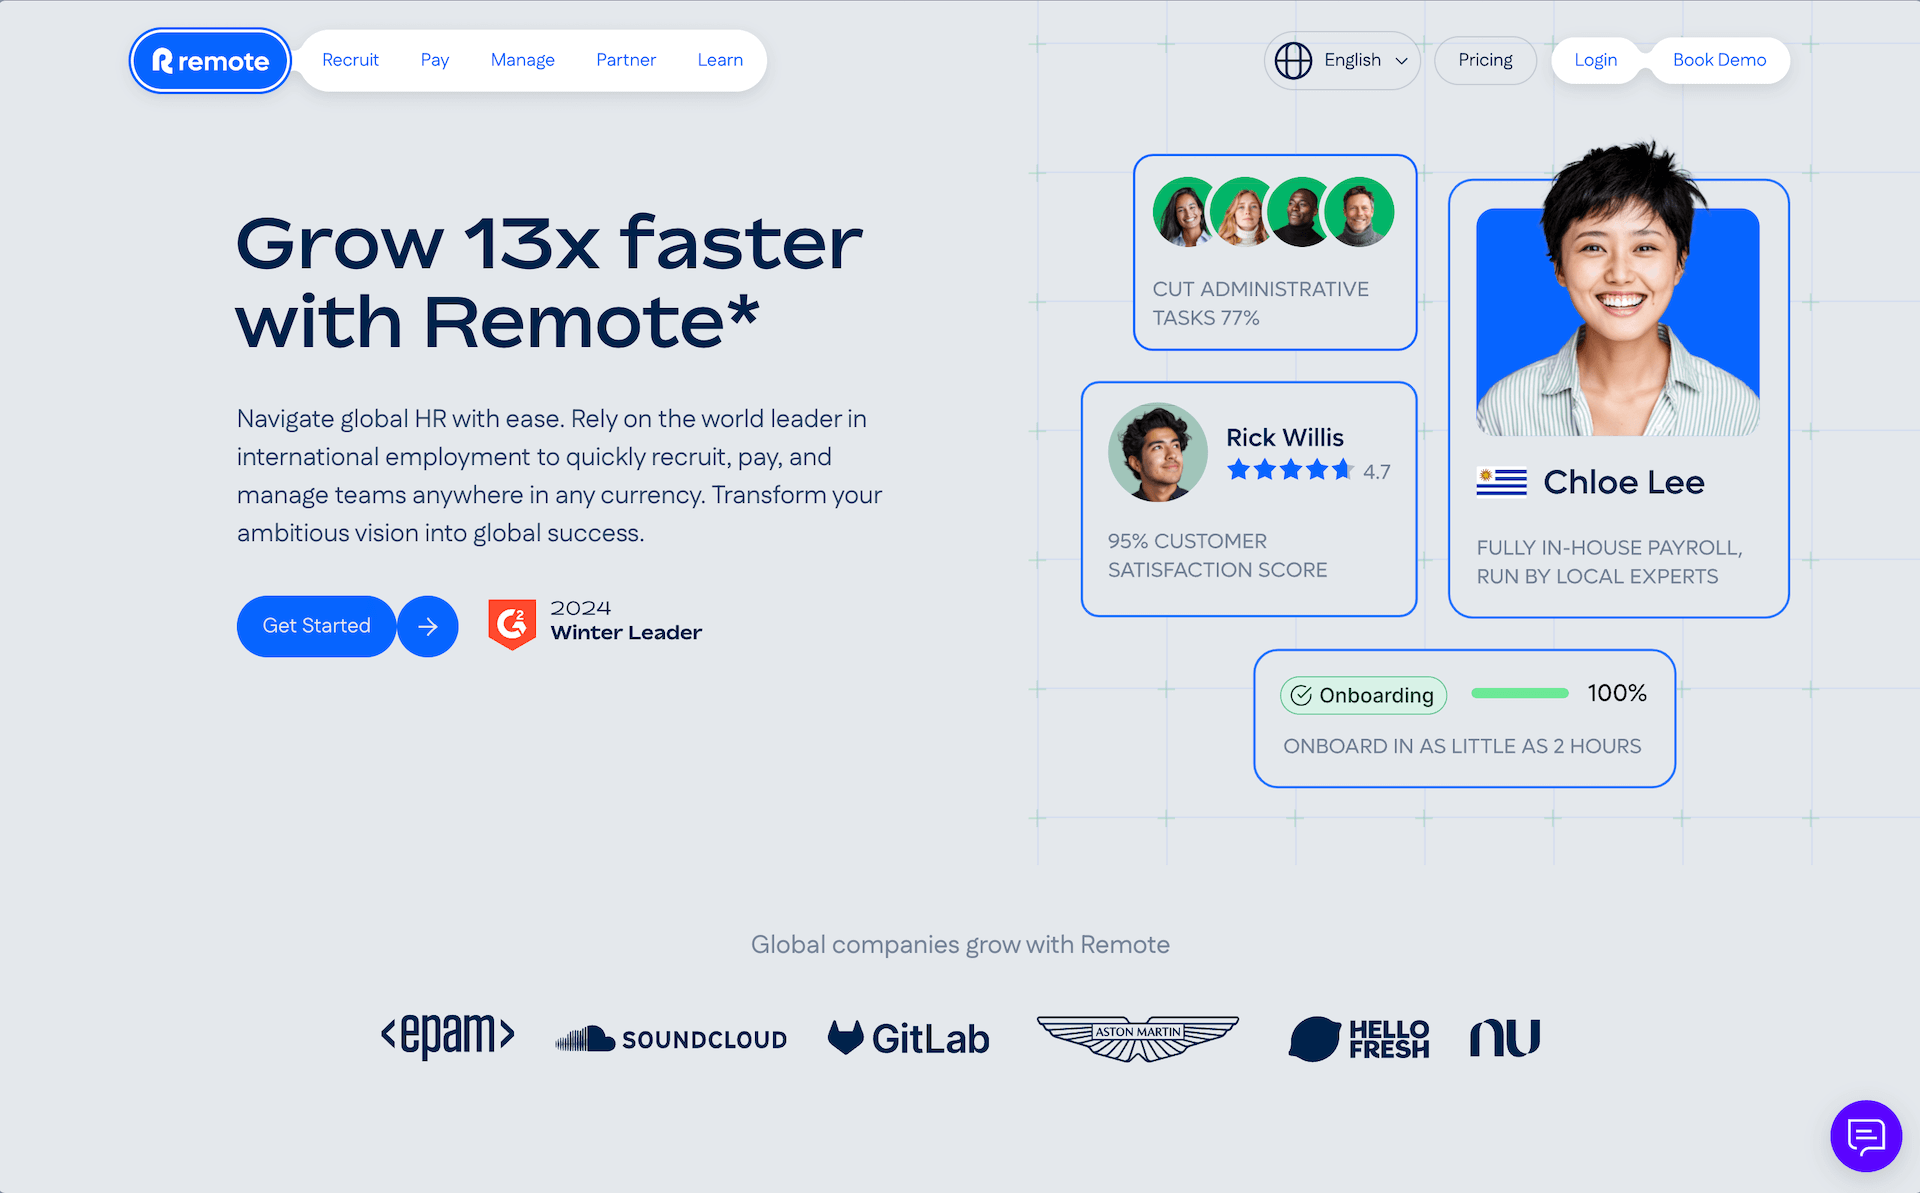 remote
Recruit
Pay
Manage
Partner
Learn
English
Pricing
Login
Book Demo
Grow 13x faster
with Remote*
Navigate global HR with ease. Rely on the world leader in
international employment to quickly recruit, pay, and
manage teams anywhere in any currency. Transform your
ambitious vision into global success.
Get Started
G2
2024
Winter Leader
CUT ADMINISTRATIVE
TASKS 77%
Rick Willis
4.7
95% CUSTOMER
SATISFACTION SCORE
Chloe Lee
FULLY IN-HOUSE PAYROLL,
RUN BY LOCAL EXPERTS
Onboarding
100%
ONBOARD IN AS LITTLE AS 2 HOURS
Global companies grow with Remote
<epam>
SOUNDCLOUD
GitLab
ASTON MARTIN
HELLO
FRESH
nu